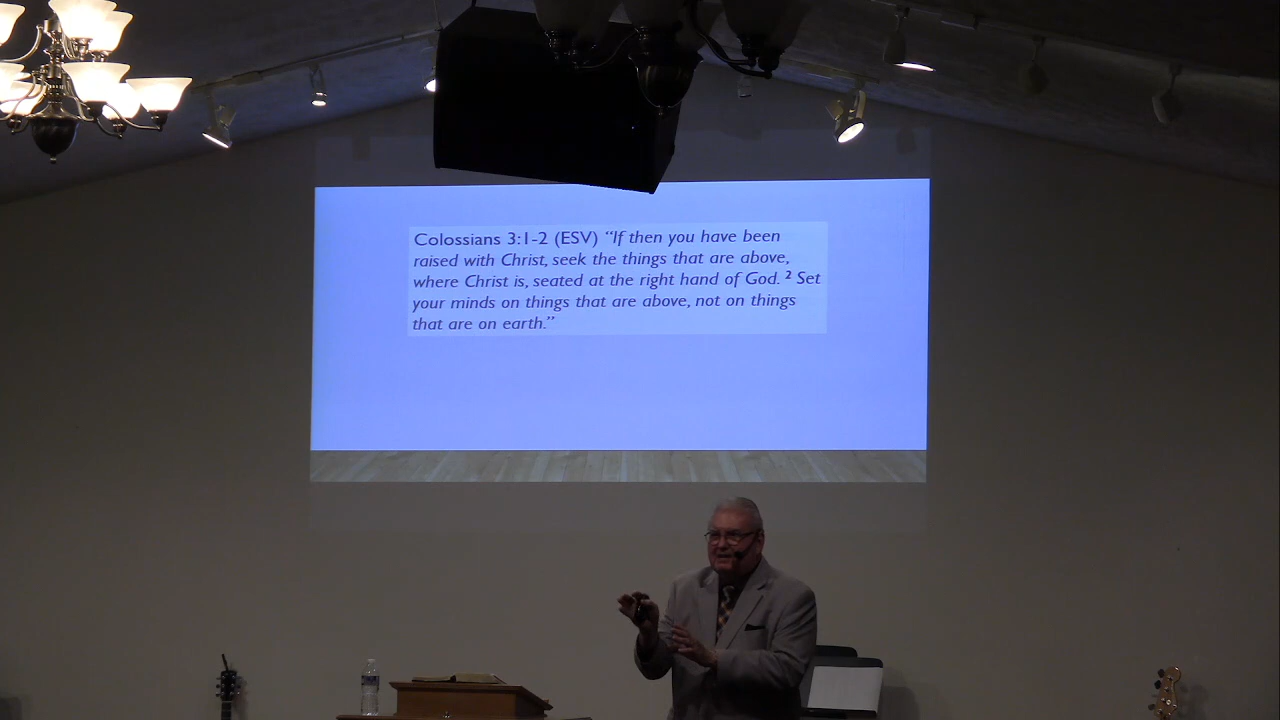 Colossians 3:1-2 (ESV) “If then you have been
raised with Christ, seek the things that are above,
where Christ is, seated at the right hand of God. ² Set
your minds on things that are above, not on things
that are on earth.”